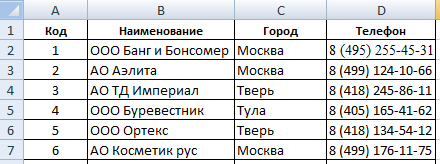 A B C D
1 Код Наименование Город Телефон
2 1 ООО Банг и Бонсомер Москва 8 (495) 255-45-31
3 2 АО Аэлита Москва 8 (499) 124-10-66
4 3 АО ТД Империал Тверь 8 (418) 245-86-11
5 4 ООО Буревестник Тула 8 (405) 165-41-62
6 5 ООО Ортекс Тверь 8 (418) 134-54-12
7 6 АО Косметик рус Москва 8 (499) 176-11-75